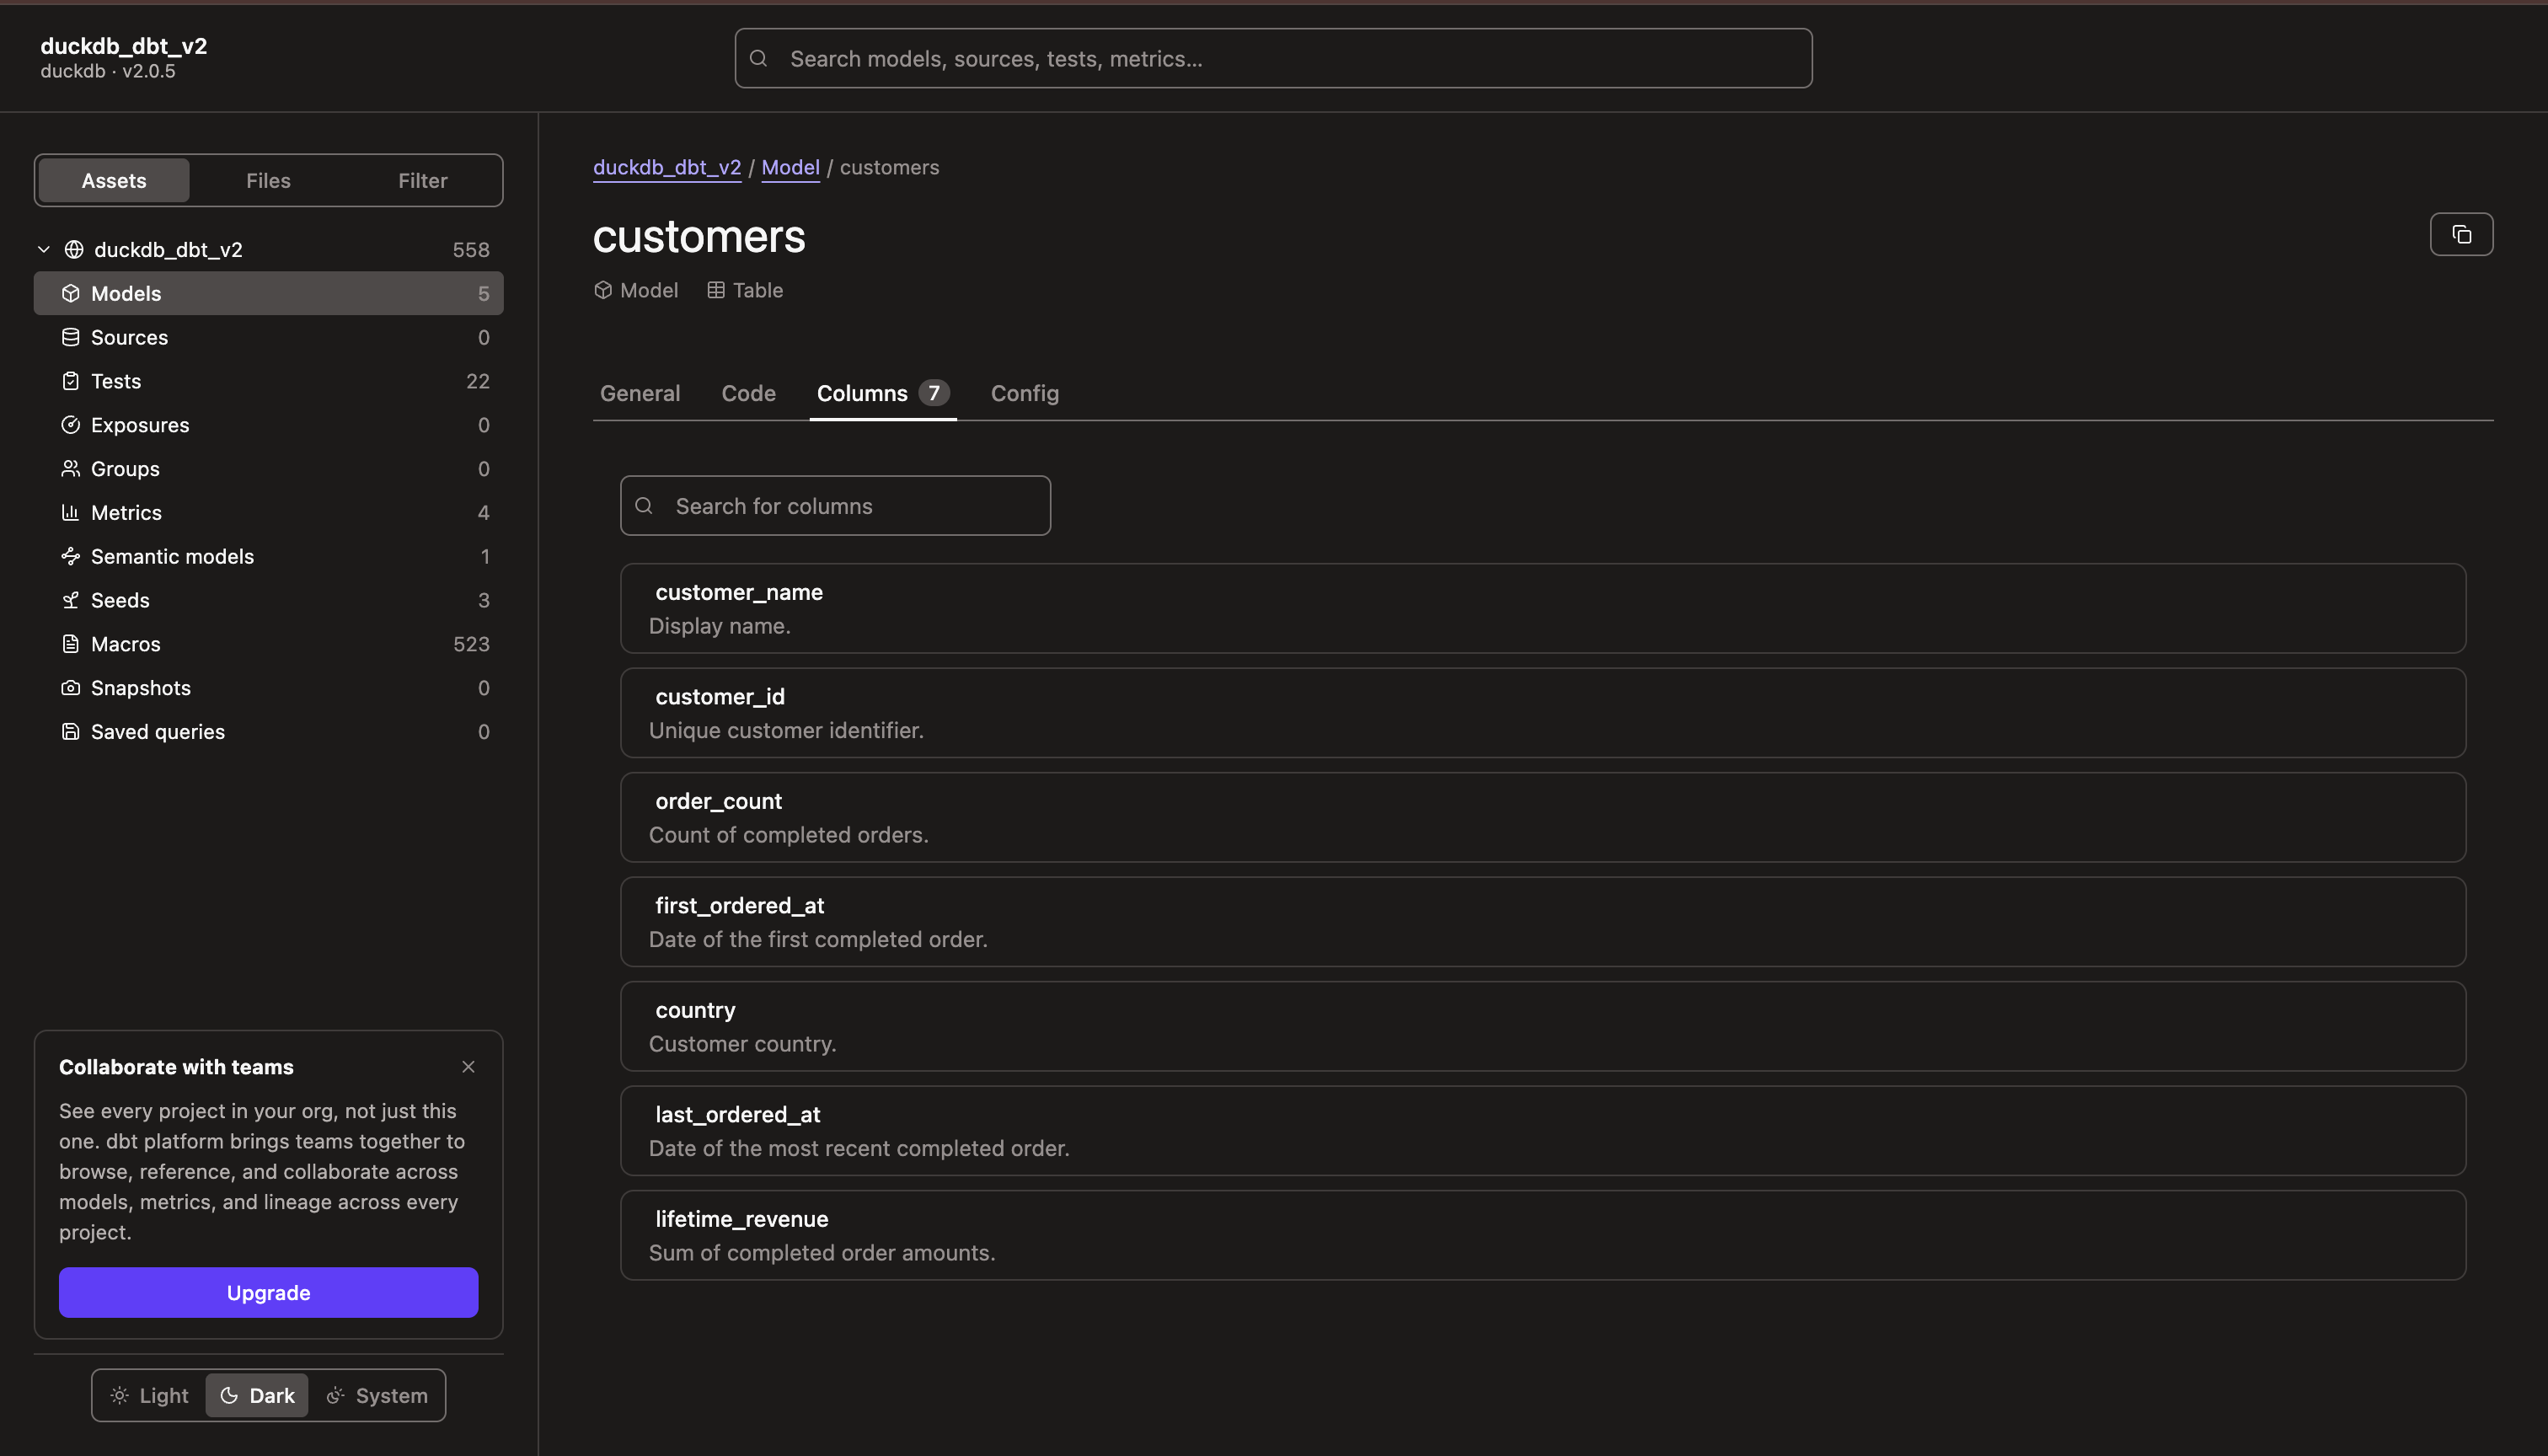 duckdb_dbt_v2
duckdb · v2.0.5
Search models, sources, tests, metrics...
Assets Files Filter
duckdb_dbt_v2 558
Models 5
Sources 0
Tests 22
Exposures 0
Groups 0
Metrics 4
Semantic models 1
Seeds 3
Macros 523
Snapshots 0
Saved queries 0
Collaborate with teams
See every project in your org, not just this
one. dbt platform brings teams together to
browse, reference, and collaborate across
models, metrics, and lineage across every
project.
Upgrade
Light Dark System
duckdb_dbt_v2 / Model / customers
customers
Model Table
General Code Columns 7 Config
Search for columns
customer_name
Display name.
customer_id
Unique customer identifier.
order_count
Count of completed orders.
first_ordered_at
Date of the first completed order.
country
Customer country.
last_ordered_at
Date of the most recent completed order.
lifetime_revenue
Sum of completed order amounts.